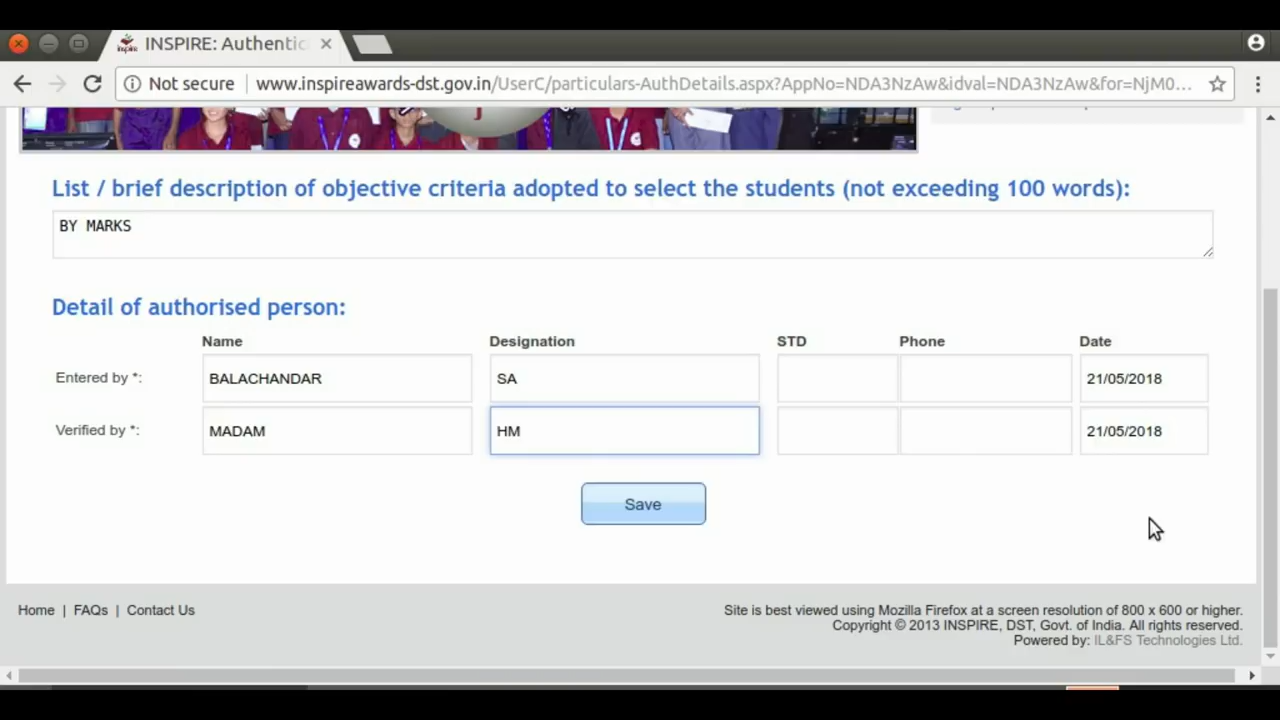 INSPIRE: Authentic
Not secure | www.inspireawards-dst.gov.in/UserC/particulars-AuthDetails.aspx?AppNo=NDA3NzAw&idval=NDA3NzAw&for=NjM0...
List / brief description of objective criteria adopted to select the students (not exceeding 100 words):
BY MARKS
Detail of authorised person:
Name Designation STD Phone Date
Entered by *: BALACHANDAR SA 21/05/2018
Verified by *: MADAM HM 21/05/2018
Save
Home | FAQs | Contact Us
Site is best viewed using Mozilla Firefox at a screen resolution of 800 x 600 or higher.
Copyright © 2013 INSPIRE, DST, Govt. of India. All rights reserved.
Powered by: IL&FS Technologies Ltd.